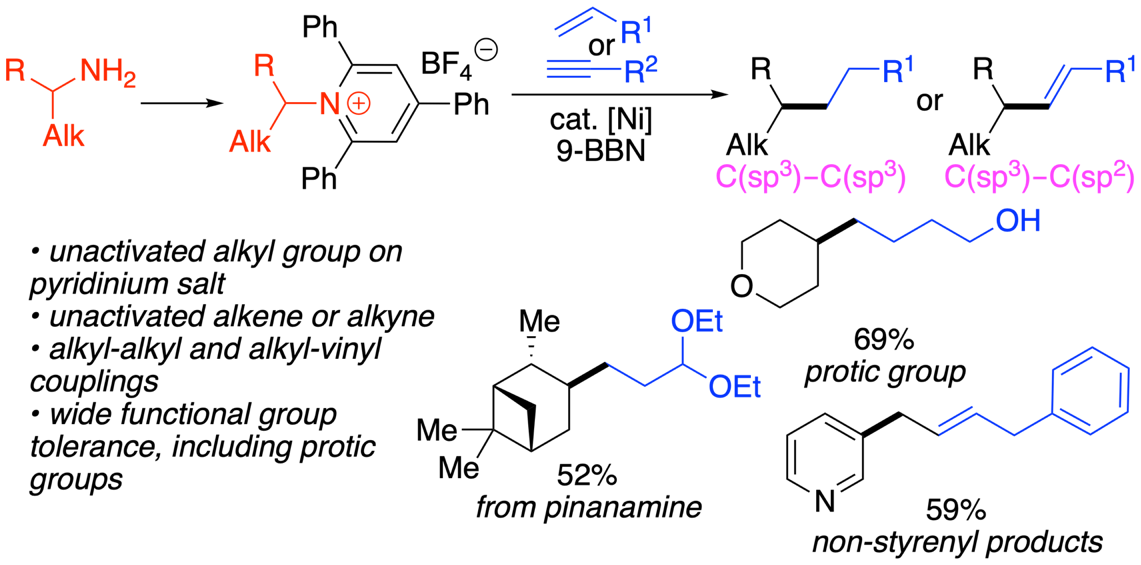 R
NH₂
Alk
Ph
R
N⊕
BF₄⊖
Ph
Alk
Ph
R¹
or
R²
cat. [Ni]
9-BBN
R
R¹
Alk
C(sp³)–C(sp³)
or
R
R¹
Alk
C(sp³)–C(sp²)
• unactivated alkyl group on
pyridinium salt
• unactivated alkene or alkyne
• alkyl-alkyl and alkyl-vinyl
couplings
• wide functional group
tolerance, including protic
groups
Me
OEt
OEt
Me
Me
52%
from pinanamine
OH
O
69%
protic group
N
59%
non-styrenyl products